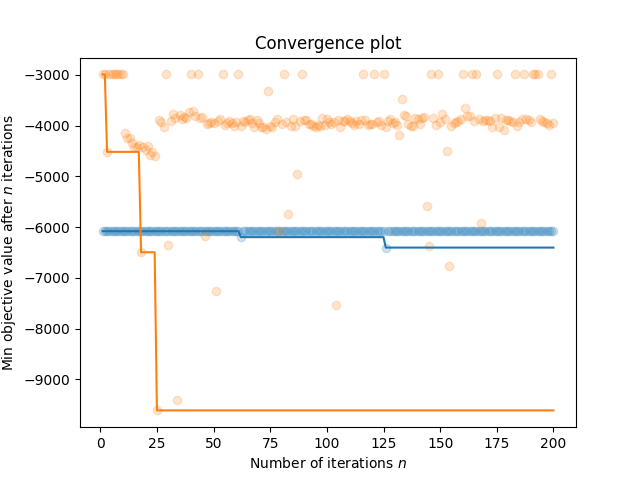 Convergence plot
Min objective value after n iterations
−3000
−4000
−5000
−6000
−7000
−8000
−9000
0 25 50 75 100 125 150 175 200
Number of iterations n